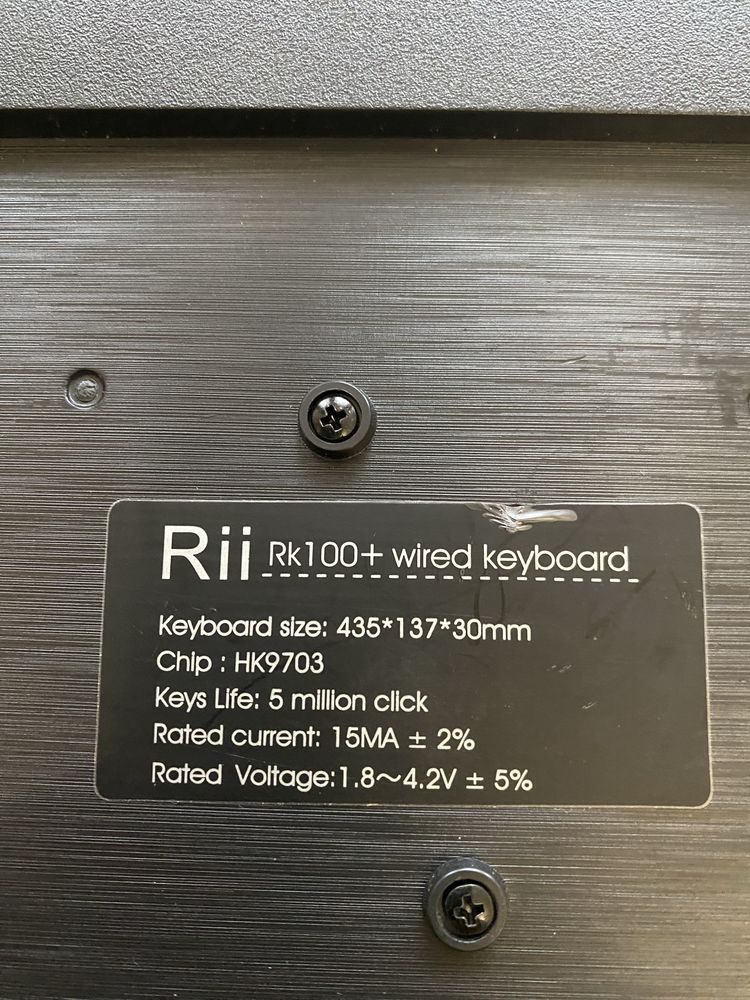 Rii Rk100+ wired keyboard
Keyboard size: 435*137*30mm
Chip : HK9703
Keys Life: 5 million click
Rated current: 15MA ± 2%
Rated Voltage:1.8～4.2V ± 5%